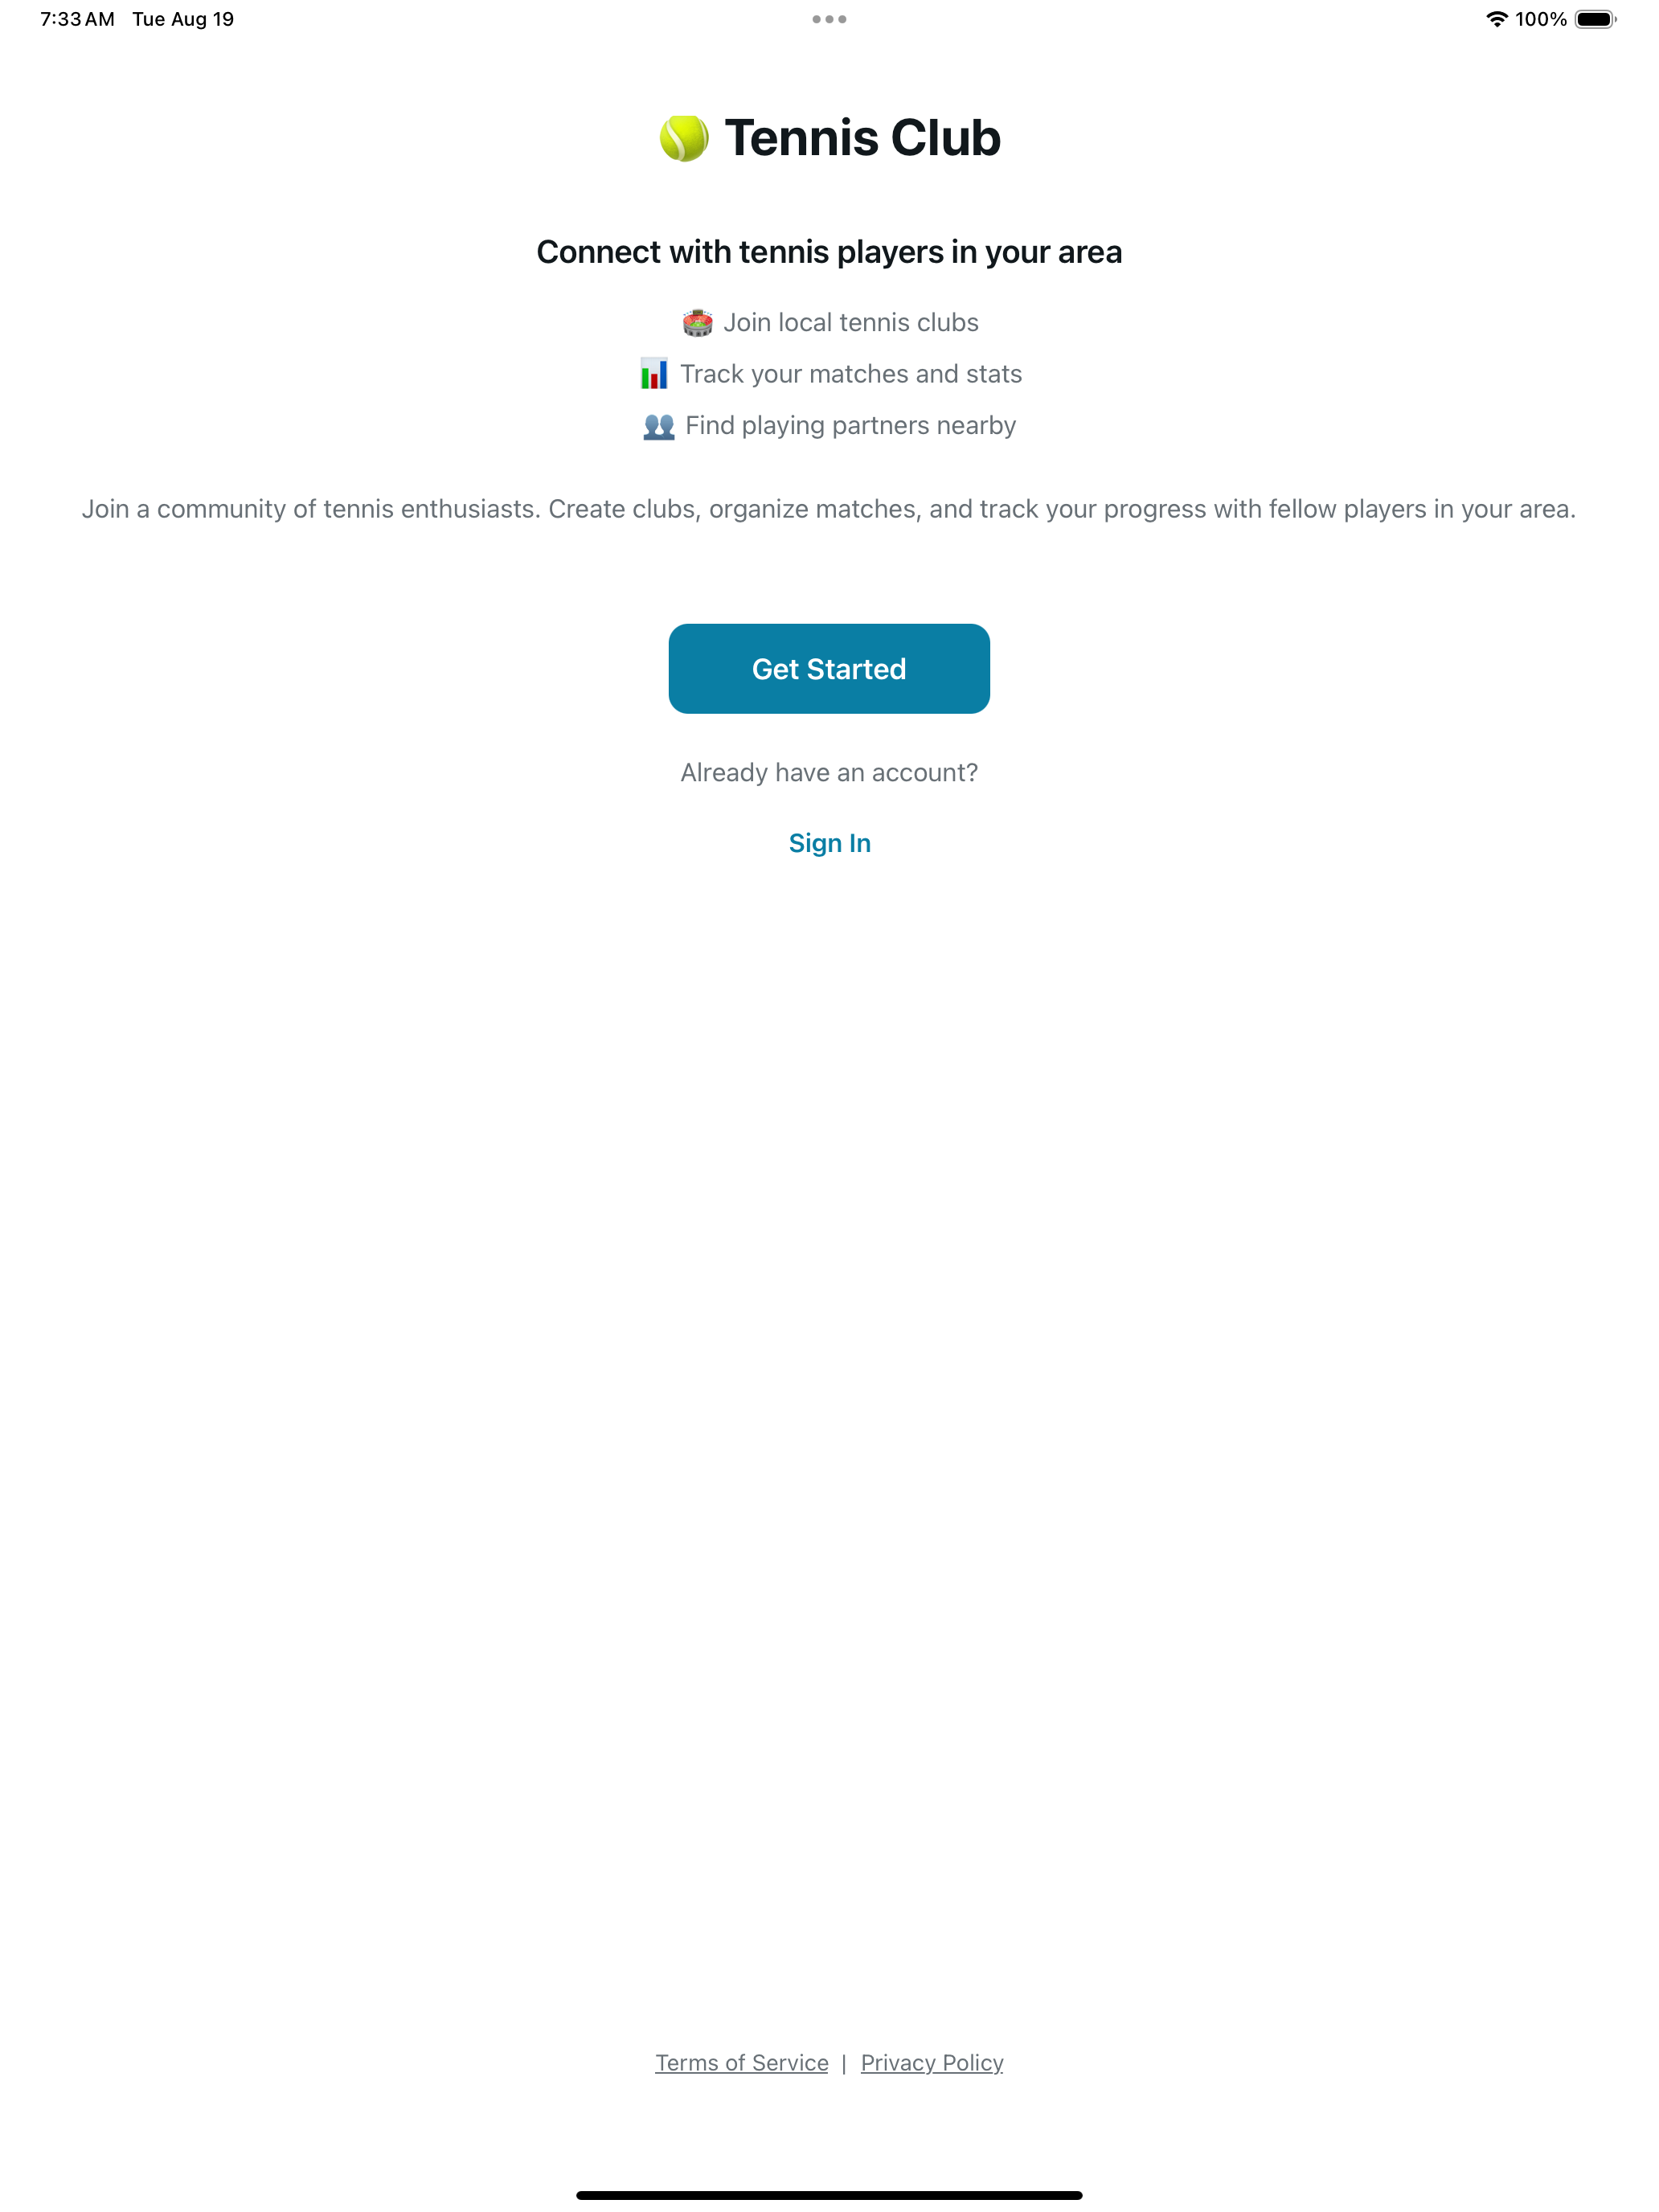 7:33 AM Tue Aug 19
100%
Tennis Club
Connect with tennis players in your area
Join local tennis clubs
Track your matches and stats
Find playing partners nearby
Join a community of tennis enthusiasts. Create clubs, organize matches, and track your progress with fellow players in your area.
Get Started
Already have an account?
Sign In
Terms of Service | Privacy Policy